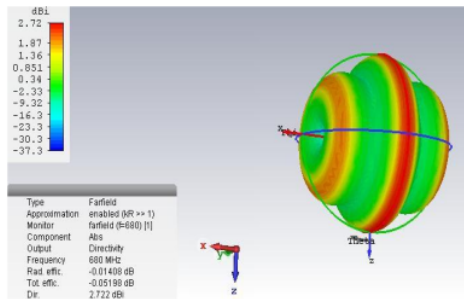 dBi
2.72
1.87
1.36
0.851
0.34
-2.33
-9.32
-16.3
-23.3
-30.3
-37.3
x
Theta
z
Type Farfield
Approximation enabled (kR >> 1)
Monitor farfield (f=680) [1]
Component Abs
Output Directivity
Frequency 680 MHz
Rad. effic. -0.01408 dB
Tot. effic. -0.05198 dB
Dir. 2.722 dBi
x
y
z